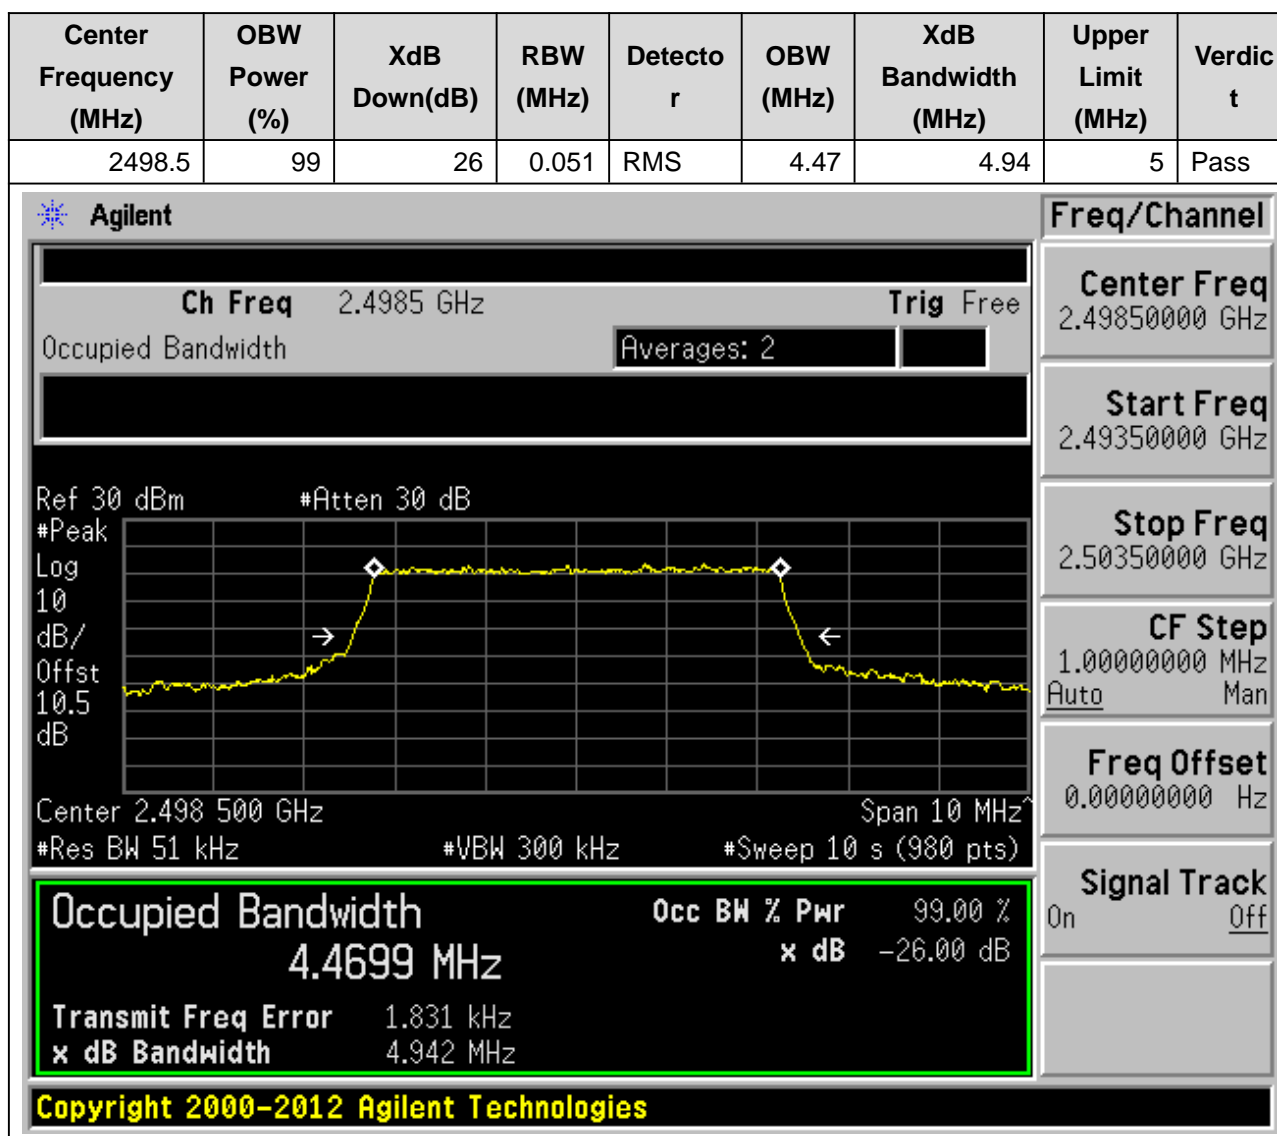 Center Frequency (MHz) OBW Power (%) XdB Down(dB) RBW (MHz) Detecto r OBW (MHz) XdB Bandwidth (MHz) Upper Limit (MHz) Verdic t
2498.5 99 26 0.051 RMS 4.47 4.94 5 Pass
Agilent
Freq/Channel
Ch Freq 2.4985 GHz Trig Free
Occupied Bandwidth Averages: 2
Center Freq
2.49850000 GHz
Start Freq
2.49350000 GHz
Stop Freq
2.50350000 GHz
CF Step
1.00000000 MHz
Auto Man
Freq Offset
0.00000000 Hz
Signal Track
On Off
Ref 30 dBm #Atten 30 dB
#Peak
Log
10
dB/
Offst
10.5
dB
Center 2.498 500 GHz Span 10 MHz^
#Res BW 51 kHz #VBW 300 kHz #Sweep 10 s (980 pts)
Occupied Bandwidth
4.4699 MHz
Occ BW % Pwr 99.00 %
x dB -26.00 dB
Transmit Freq Error 1.831 kHz
x dB Bandwidth 4.942 MHz
Copyright 2000-2012 Agilent Technologies